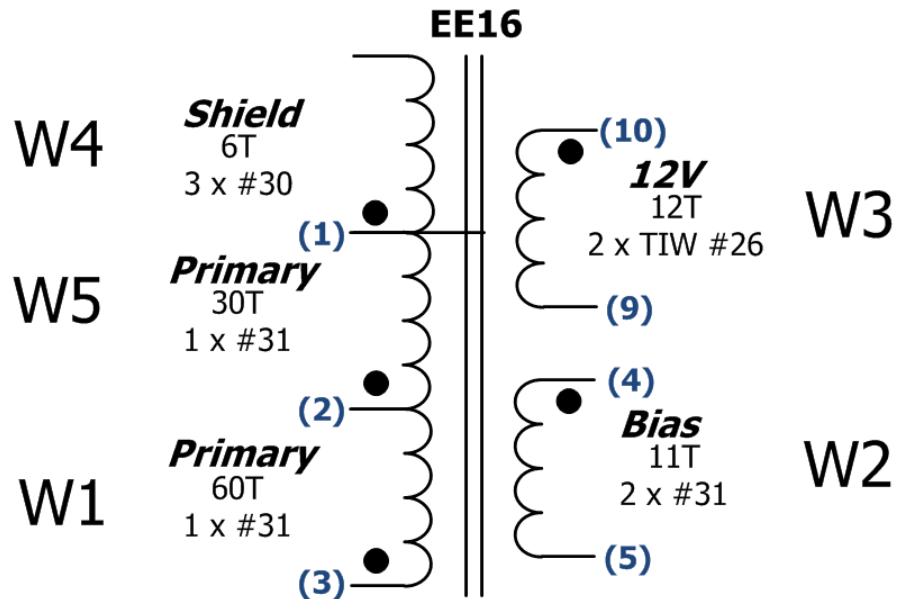 EE16
W4
Shield
6T
3 x #30
(1)
W5
Primary
30T
1 x #31
(2)
W1
Primary
60T
1 x #31
(3)
(10)
12V
12T
2 x TIW #26
W3
(9)
(4)
Bias
11T
2 x #31
W2
(5)